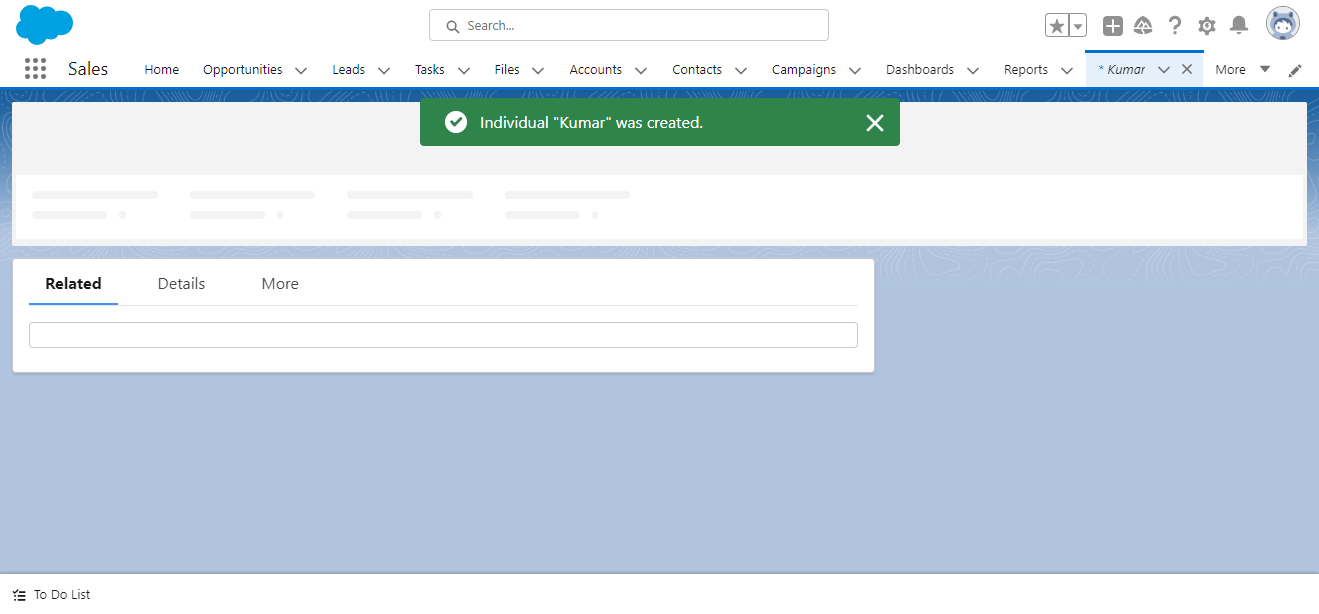 Search...
Sales
Home
Opportunities
Leads
Tasks
Files
Accounts
Contacts
Campaigns
Dashboards
Reports
* Kumar
More
Individual "Kumar" was created.
Related
Details
More
To Do List